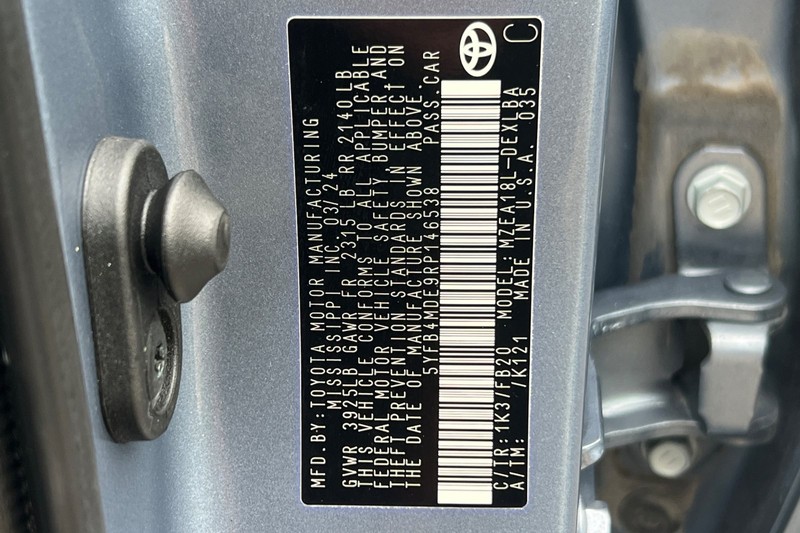 MFD.BY: TOYOTA MOTOR MANUFACTURING
MISSISSIPPI INC. 03/24
GVWR 3925LB GAWR FR 2315 LB RR 2140LB
THIS VEHICLE CONFORMS TO ALL APPLICABLE
FEDERAL MOTOR VEHICLE SAFETY, BUMPER AND
THEFT PREVENTION STANDARDS IN EFFECT ON
THE DATE OF MANUFACTURE SHOWN ABOVE.
5YFB4MDE9RP146538 PASS.CAR
C/TR: 1K3/FB20 MODEL: MZEA18L-DEXLBA
A/TM: /K121 MADE IN U.S.A. 035
C